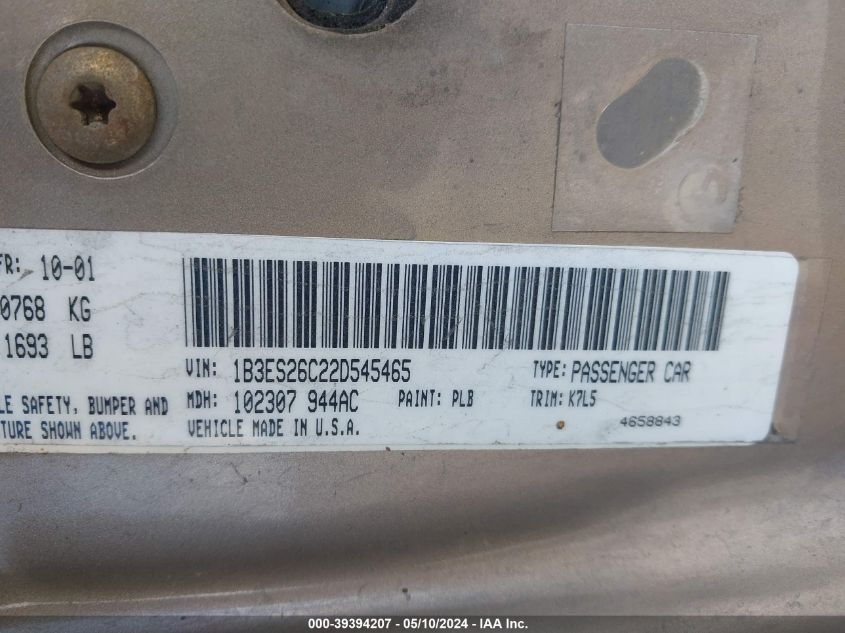 FR: 10-01
0768 KG
1693 LB
VIN: 1B3ES26C22D545465
TYPE: PASSENGER CAR
LE SAFETY, BUMPER AND
MDH: 102307 944AC
PAINT: PLB
TRIM: K7L5
TURE SHOWN ABOVE.
VEHICLE MADE IN U.S.A.
4658843
000-39394207 - 05/10/2024 - IAA Inc.